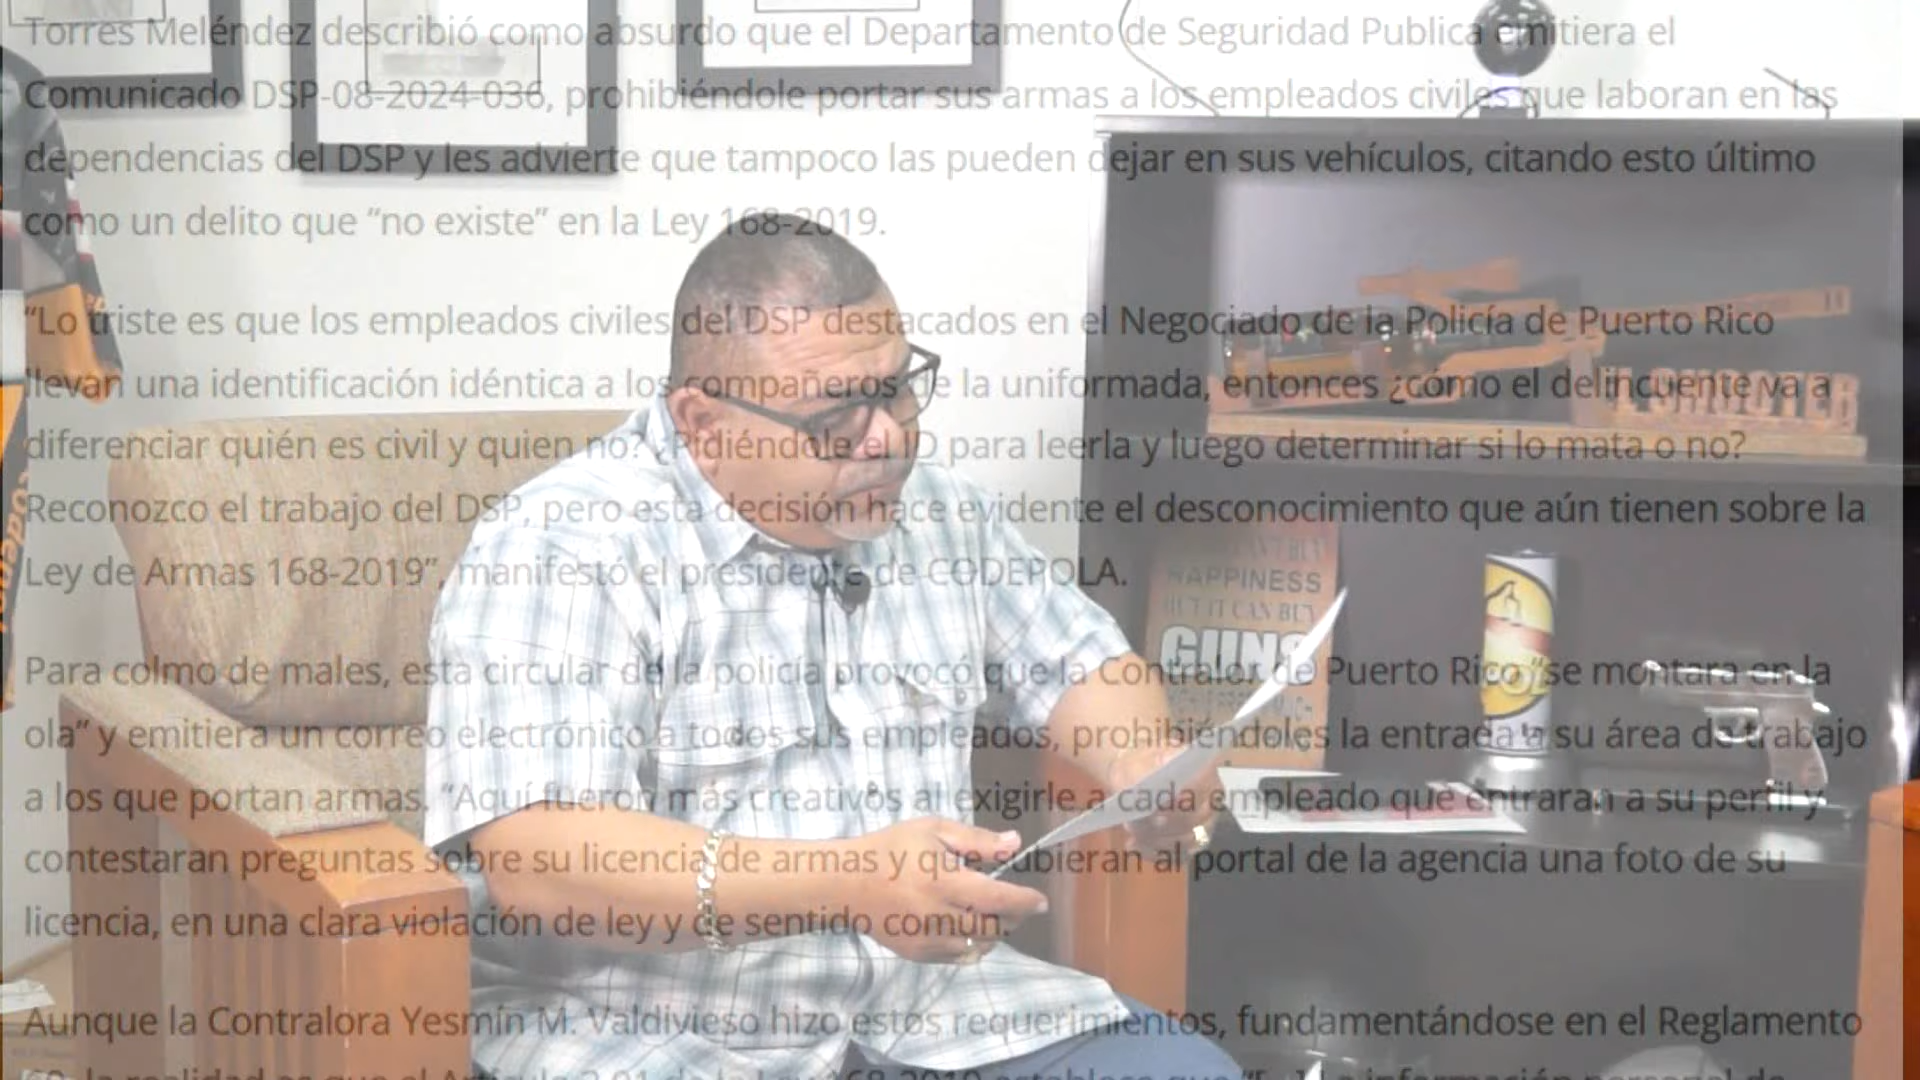 Torres Meléndez describió como absurdo que el Departamento de Seguridad Publica emitiera el
Comunicado DSP-08-2024-036, prohibiéndole portar sus armas a los empleados civiles que laboran en las
dependencias del DSP y les advierte que tampoco las pueden dejar en sus vehículos, citando esto último
como un delito que “no existe” en la Ley 168-2019.
“Lo triste es que los empleados civiles del DSP destacados en el Negociado de la Policía de Puerto Rico
llevan una identificación idéntica a los compañeros de la uniformada, entonces ¿cómo el delincuente va a
diferenciar quién es civil y quien no? ¿Pidiéndole el ID para leerla y luego determinar si lo mata o no?
Reconozco el trabajo del DSP, pero esta decisión hace evidente el desconocimiento que aún tienen sobre la
Ley de Armas 168-2019”, manifestó el presidente de CODEPOLA.
Para colmo de males, esta circular de la policía provocó que la Contralor de Puerto Rico “se montara en la
ola“ y emitiera un correo electrónico a todos sus empleados, prohibiéndoles la entrada a su área de trabajo
a los que portan armas. “Aquí fueron más creativos al exigirle a cada empleado que entraran a su perfil y
contestaran preguntas sobre su licencia de armas y que subieran al portal de la agencia una foto de su
licencia, en una clara violación de ley y de sentido común.
Aunque la Contralora Yesmín M. Valdivieso hizo estos requerimientos, fundamentándose en el Reglamento
HAPPINESS
BUT IT CAN BUY
GUNS